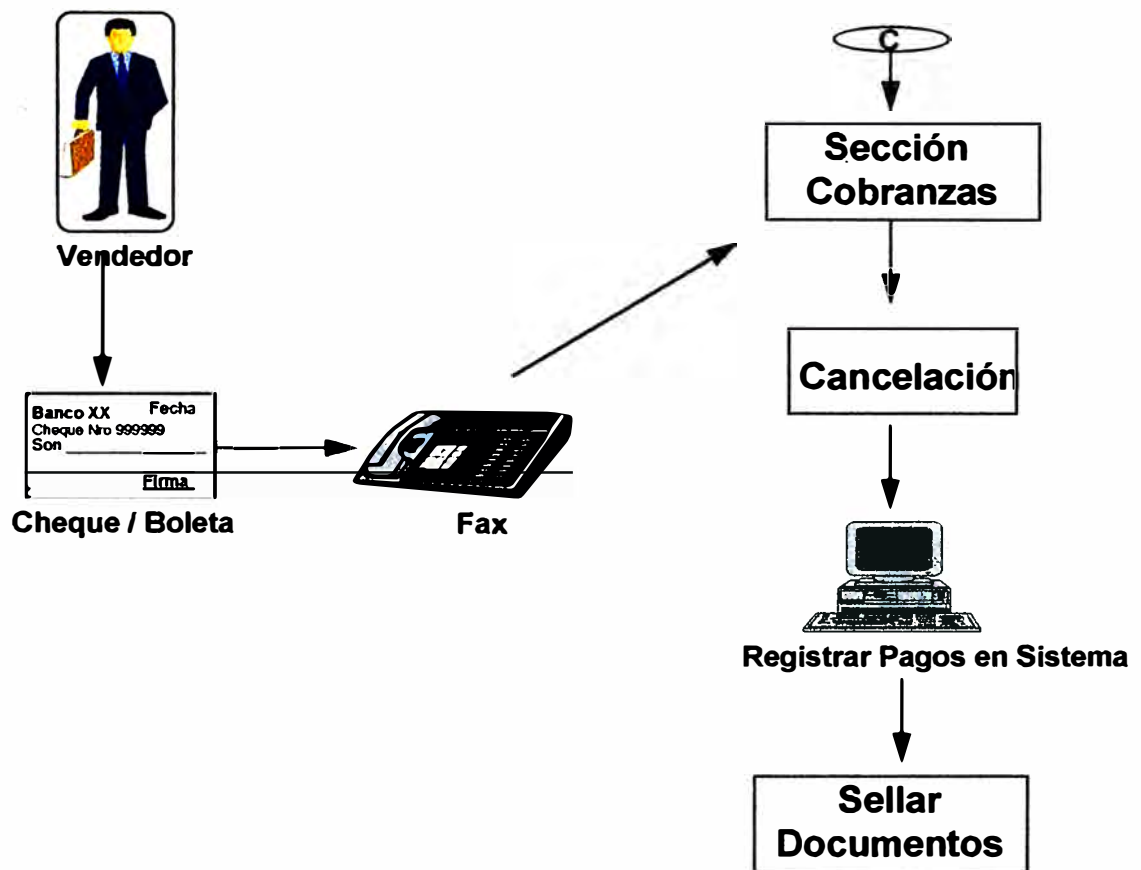 Vendedor
Banco XX Fecha
Cheque Nro 999999
Son
Firma
Cheque / Boleta
Fax
C
Sección
Cobranzas
Cancelación
Registrar Pagos en Sistema
Sellar
Documentos